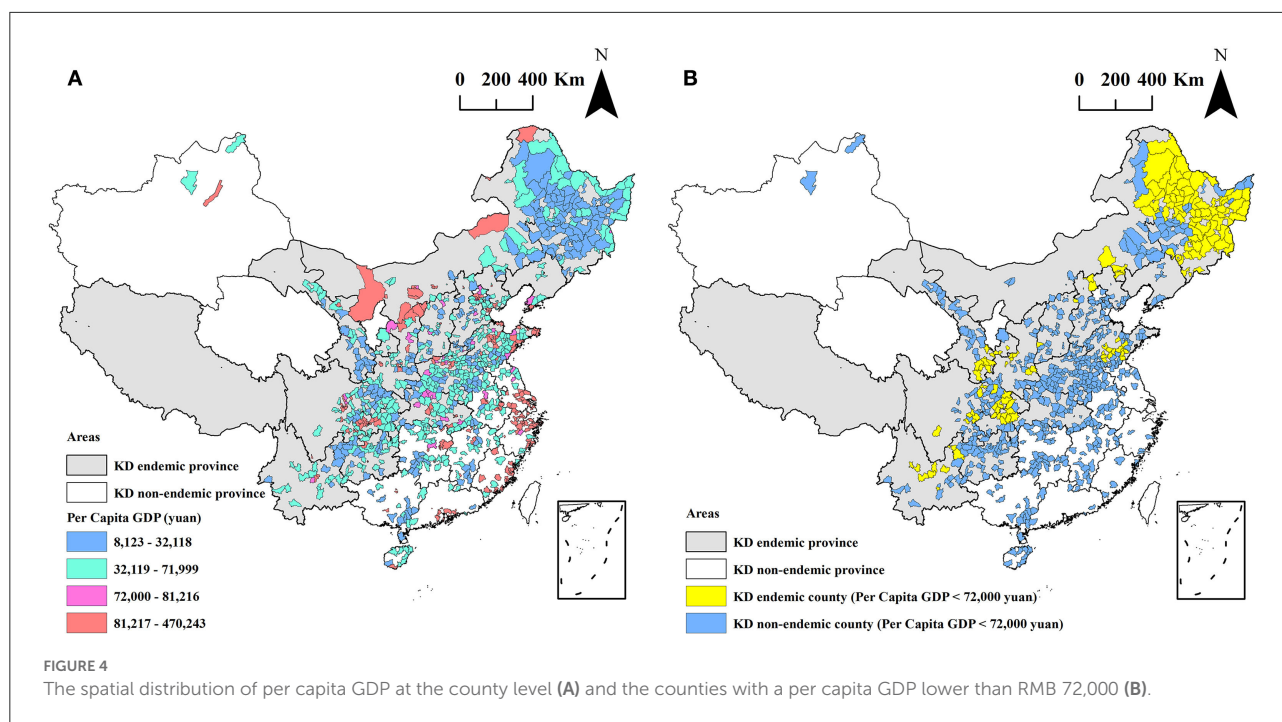 A
0 200 400 Km
N
Areas
KD endemic province
KD non-endemic province
Per Capita GDP (yuan)
8,123 - 32,118
32,119 - 71,999
72,000 - 81,216
81,217 - 470,243
B
0 200 400 Km
N
Areas
KD endemic province
KD non-endemic province
KD endemic county (Per Capita GDP < 72,000 yuan)
KD non-endemic county (Per Capita GDP < 72,000 yuan)
FIGURE 4
The spatial distribution of per capita GDP at the county level (A) and the counties with a per capita GDP lower than RMB 72,000 (B).